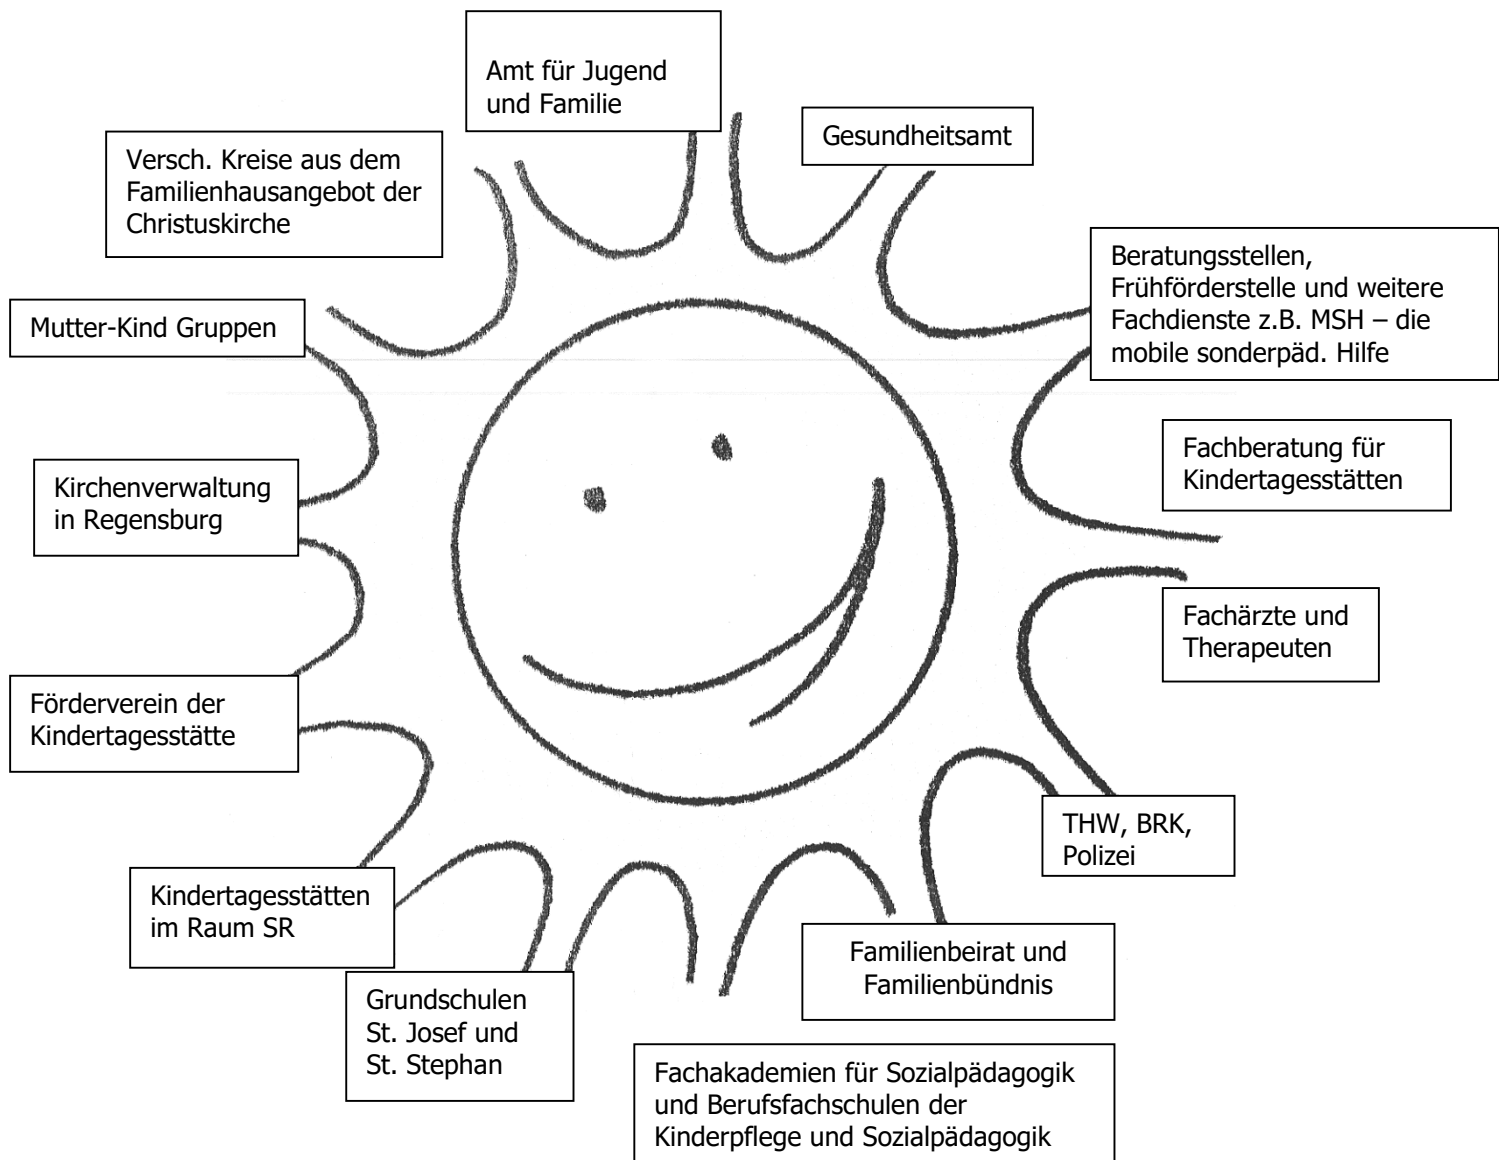 Amt für Jugend
und Familie
Gesundheitsamt
Versch. Kreise aus dem
Familienhausangebot der
Christuskirche
Beratungsstellen,
Frühförderstelle und weitere
Fachdienste z.B. MSH – die
mobile sonderpäd. Hilfe
Mutter-Kind Gruppen
Fachberatung für
Kindertagesstätten
Kirchenverwaltung
in Regensburg
Fachärzte und
Therapeuten
Förderverein der
Kindertagesstätte
THW, BRK,
Polizei
Kindertagesstätten
im Raum SR
Familienbeirat und
Familienbündnis
Grundschulen
St. Josef und
St. Stephan
Fachakademien für Sozialpädagogik
und Berufsfachschulen der
Kinderpflege und Sozialpädagogik